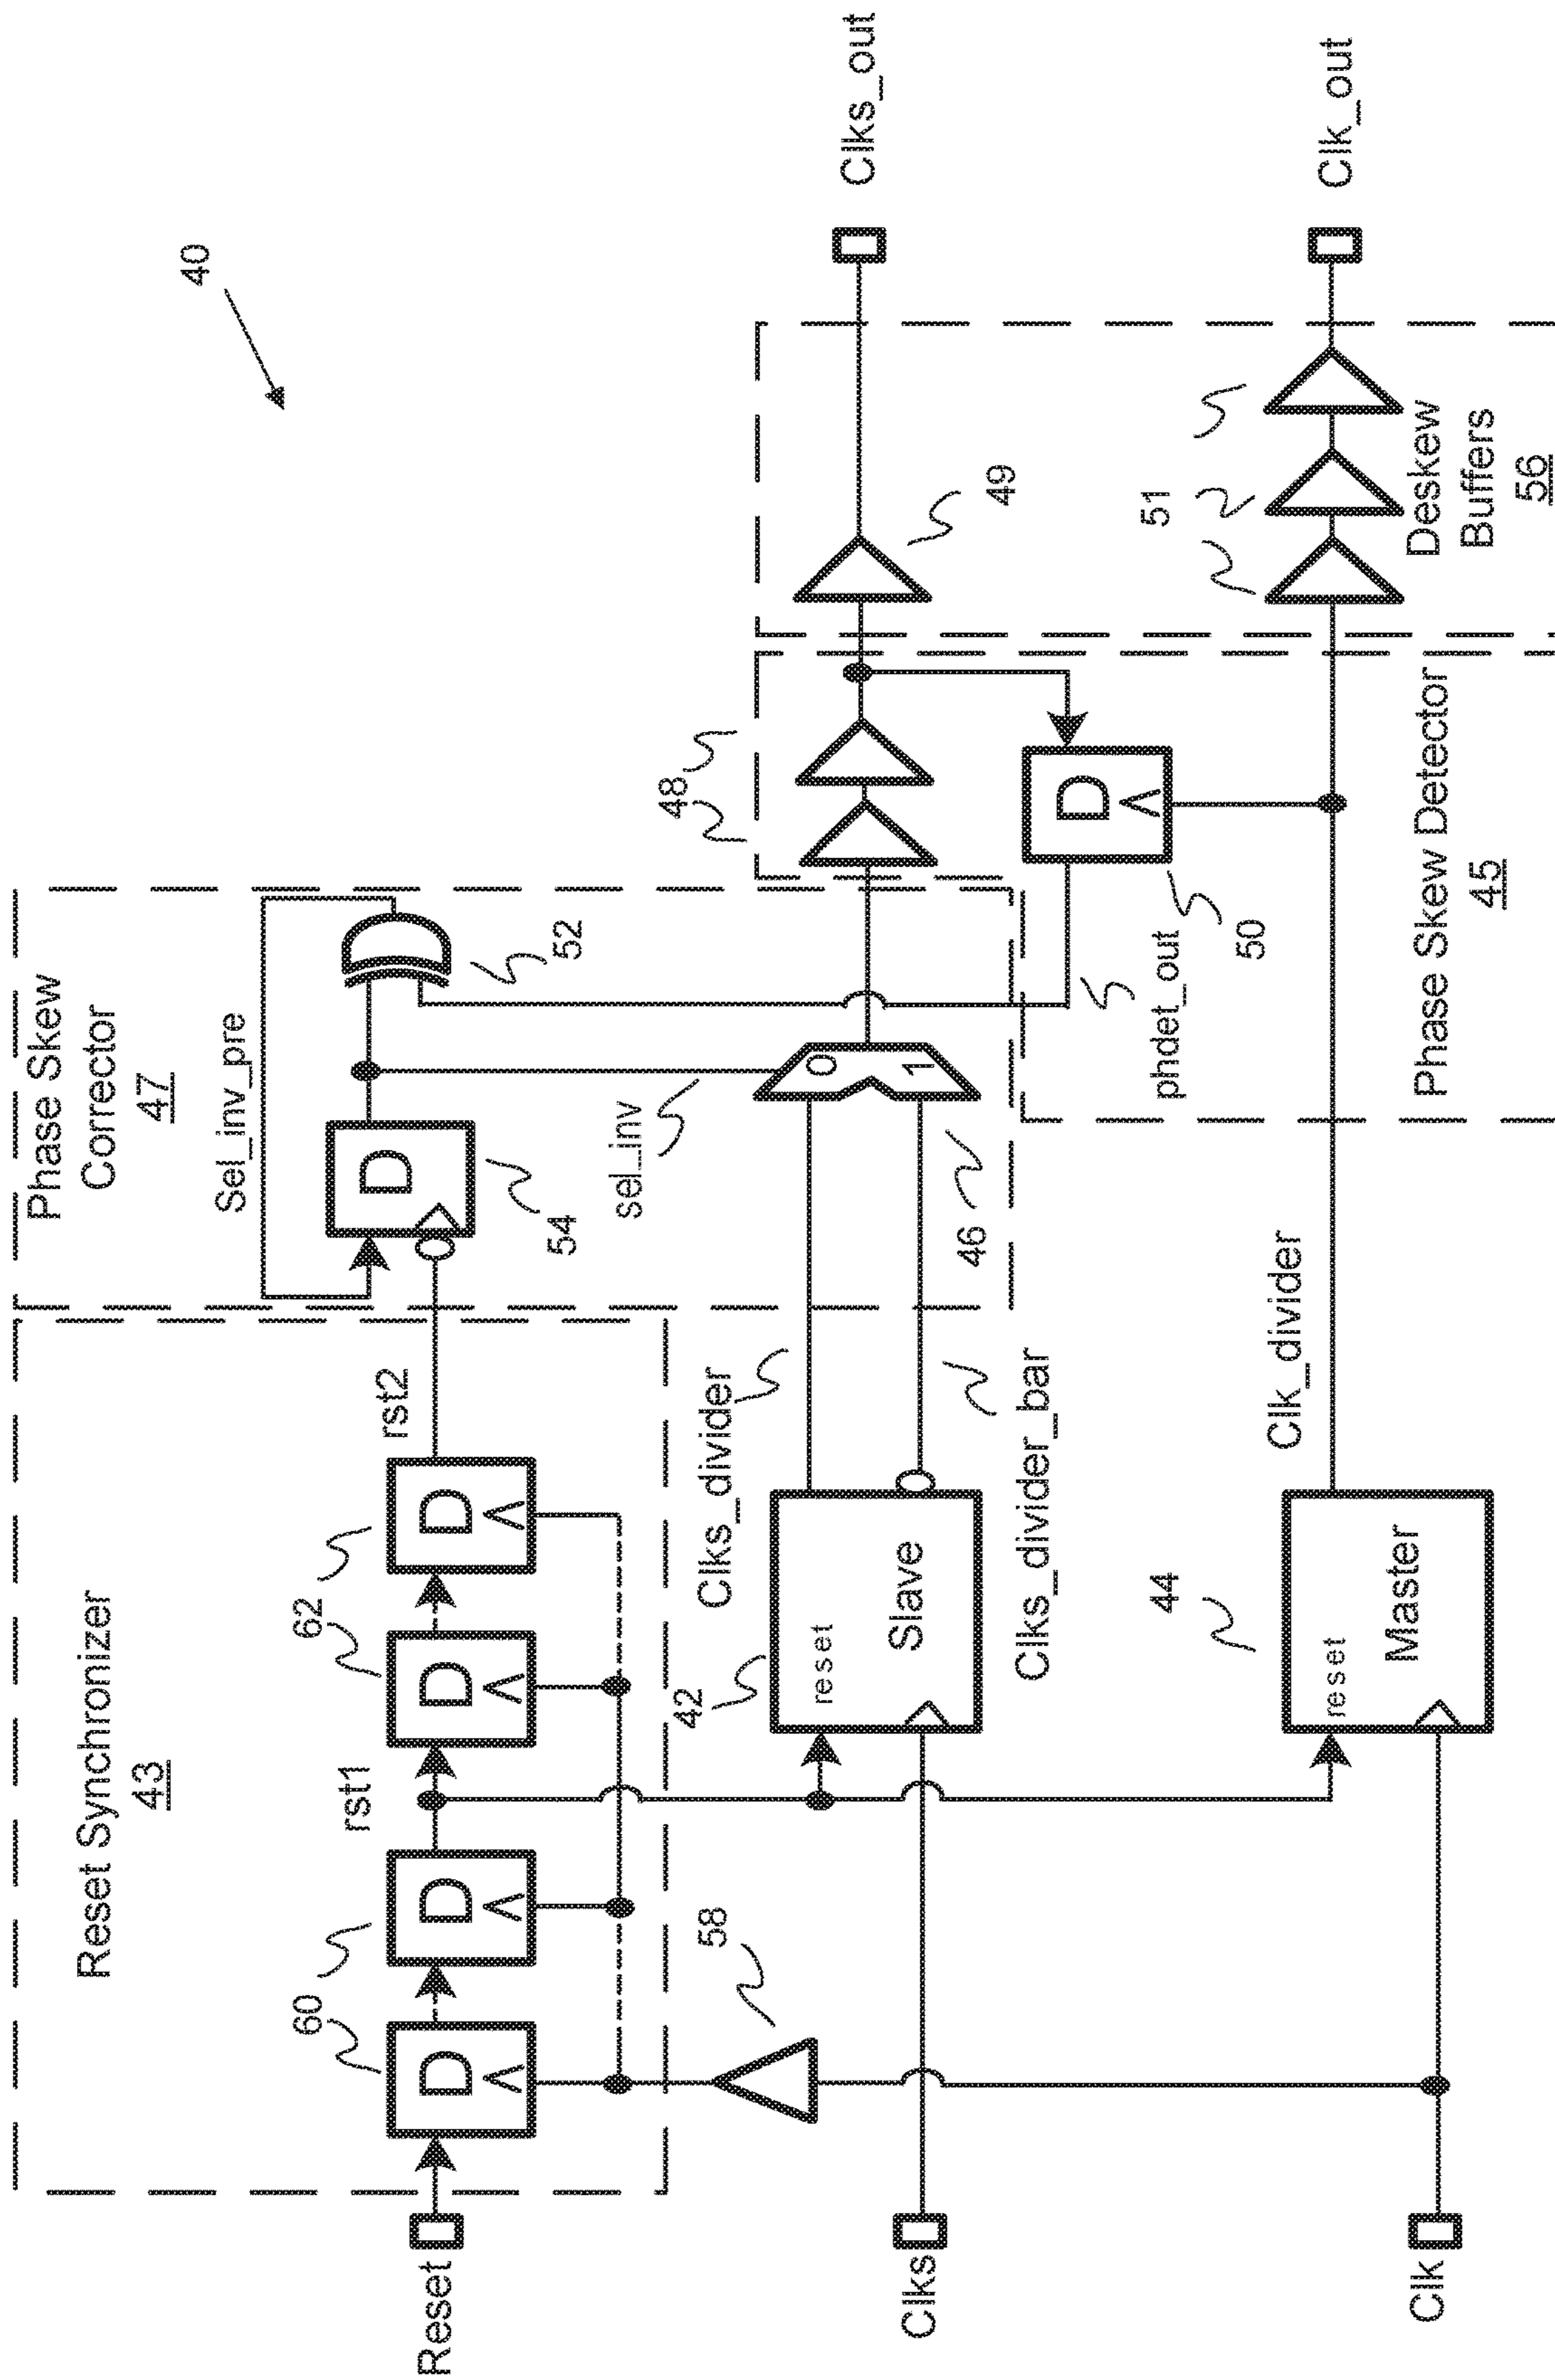 40
Reset Synchronizer
43
Phase Skew
Corrector
47
Sel_inv_pre
60
62
rst1
rst2
D
D
D
D
D
54
52
sel_inv
Reset
58
42
reset
Slave
Clks_divider
Clks_divider_bar
46
0
1
48
49
Clks_out
Clks
D
50
phdet_out
Phase Skew Detector
45
51
Deskew
Buffers
56
44
reset
Master
Clk_divider
Clk
Clk_out